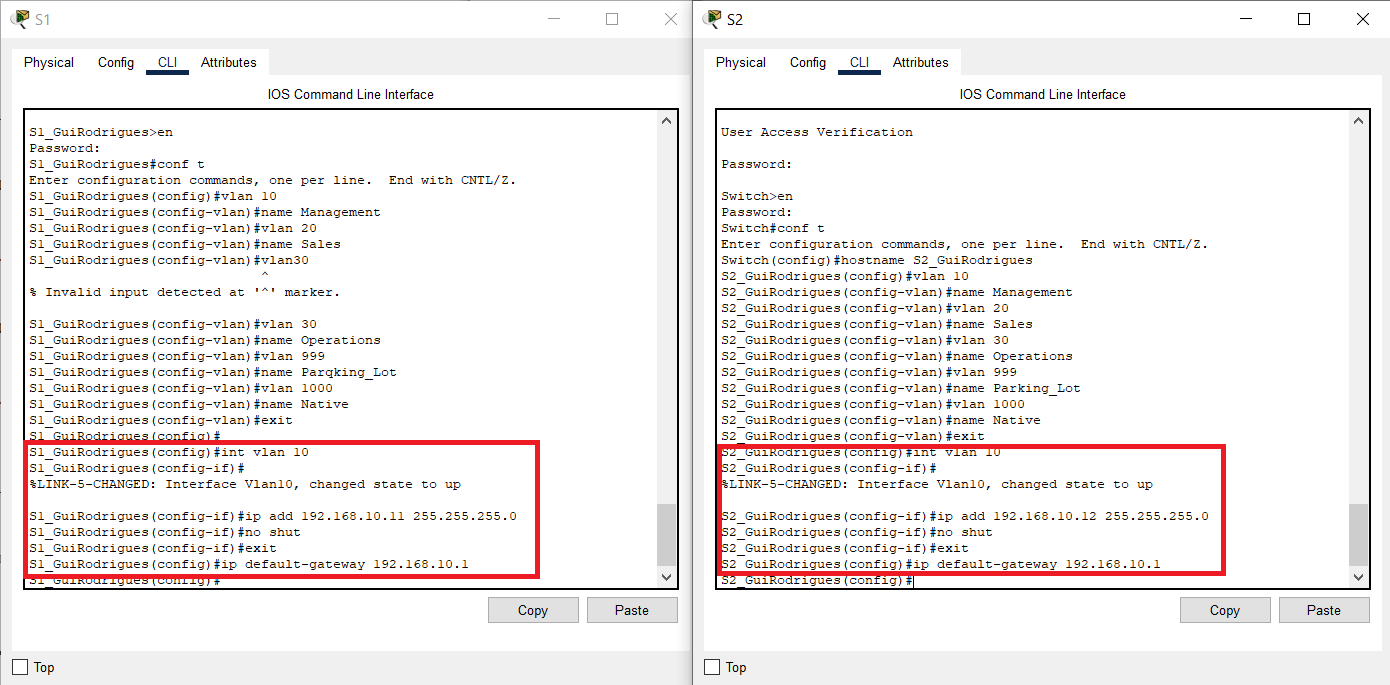 S1
Physical Config CLI Attributes
IOS Command Line Interface
S1_GuiRodrigues>en
Password:
S1_GuiRodrigues#conf t
Enter configuration commands, one per line.  End with CNTL/Z.
S1_GuiRodrigues(config)#vlan 10
S1_GuiRodrigues(config-vlan)#name Management
S1_GuiRodrigues(config-vlan)#vlan 20
S1_GuiRodrigues(config-vlan)#name Sales
S1_GuiRodrigues(config-vlan)#vlan30
^
% Invalid input detected at '^' marker.
S1_GuiRodrigues(config-vlan)#vlan 30
S1_GuiRodrigues(config-vlan)#name Operations
S1_GuiRodrigues(config-vlan)#vlan 999
S1_GuiRodrigues(config-vlan)#name Parqking_Lot
S1_GuiRodrigues(config-vlan)#vlan 1000
S1_GuiRodrigues(config-vlan)#name Native
S1_GuiRodrigues(config-vlan)#exit
S1_GuiRodrigues(config)#
S1_GuiRodrigues(config)#int vlan 10
S1_GuiRodrigues(config-if)#
%LINK-5-CHANGED: Interface Vlan10, changed state to up
S1_GuiRodrigues(config-if)#ip add 192.168.10.11 255.255.255.0
S1_GuiRodrigues(config-if)#no shut
S1_GuiRodrigues(config-if)#exit
S1_GuiRodrigues(config)#ip default-gateway 192.168.10.1
S1_GuiRodrigues(config)#
Copy Paste
Top
S2
Physical Config CLI Attributes
IOS Command Line Interface
User Access Verification
Password:
Switch>en
Password:
Switch#conf t
Enter configuration commands, one per line.  End with CNTL/Z.
Switch(config)#hostname S2_GuiRodrigues
S2_GuiRodrigues(config)#vlan 10
S2_GuiRodrigues(config-vlan)#name Management
S2_GuiRodrigues(config-vlan)#vlan 20
S2_GuiRodrigues(config-vlan)#name Sales
S2_GuiRodrigues(config-vlan)#vlan 30
S2_GuiRodrigues(config-vlan)#name Operations
S2_GuiRodrigues(config-vlan)#vlan 999
S2_GuiRodrigues(config-vlan)#name Parking_Lot
S2_GuiRodrigues(config-vlan)#vlan 1000
S2_GuiRodrigues(config-vlan)#name Native
S2_GuiRodrigues(config-vlan)#exit
S2_GuiRodrigues(config)#int vlan 10
S2_GuiRodrigues(config-if)#
%LINK-5-CHANGED: Interface Vlan10, changed state to up
S2_GuiRodrigues(config-if)#ip add 192.168.10.12 255.255.255.0
S2_GuiRodrigues(config-if)#no shut
S2_GuiRodrigues(config-if)#exit
S2_GuiRodrigues(config)#ip default-gateway 192.168.10.1
S2_GuiRodrigues(config)#
Copy Paste
Top